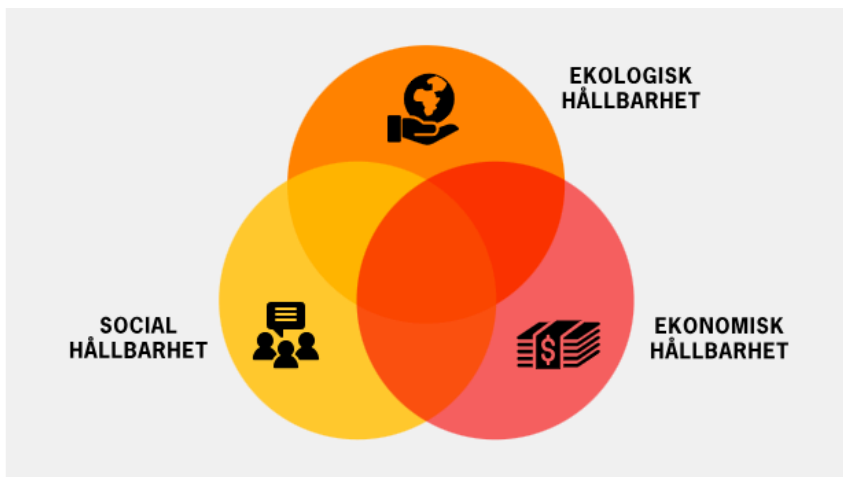 EKOLOGISK
HÅLLBARHET
SOCIAL
HÅLLBARHET
$
EKONOMISK
HÅLLBARHET